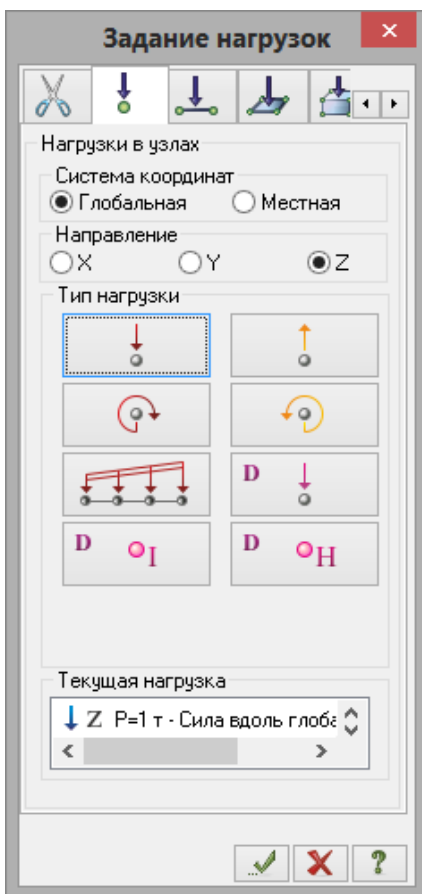 Задание нагрузок
Нагрузки в узлах
Система координат
Глобальная Местная
Направление
X Y Z
Тип нагрузки
D
D I D H
Текущая нагрузка
Z P=1 т - Сила вдоль глоба
?